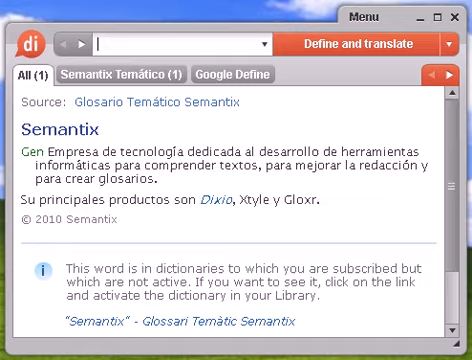 Menu
di
Define and translate
All (1)
Semantix Temático (1)
Google Define
Source: Glosario Temático Semantix
Semantix
Gen Empresa de tecnología dedicada al desarrollo de herramientas
informáticas para comprender textos, para mejorar la redacción y
para crear glosarios.
Su principales productos son Dixio, Xtyle y Gloxr.
© 2010 Semantix
i
This word is in dictionaries to which you are subscribed but
which are not active. If you want to see it, click on the link
and activate the dictionary in your Library.
"Semantix" - Glossari Temàtic Semantix